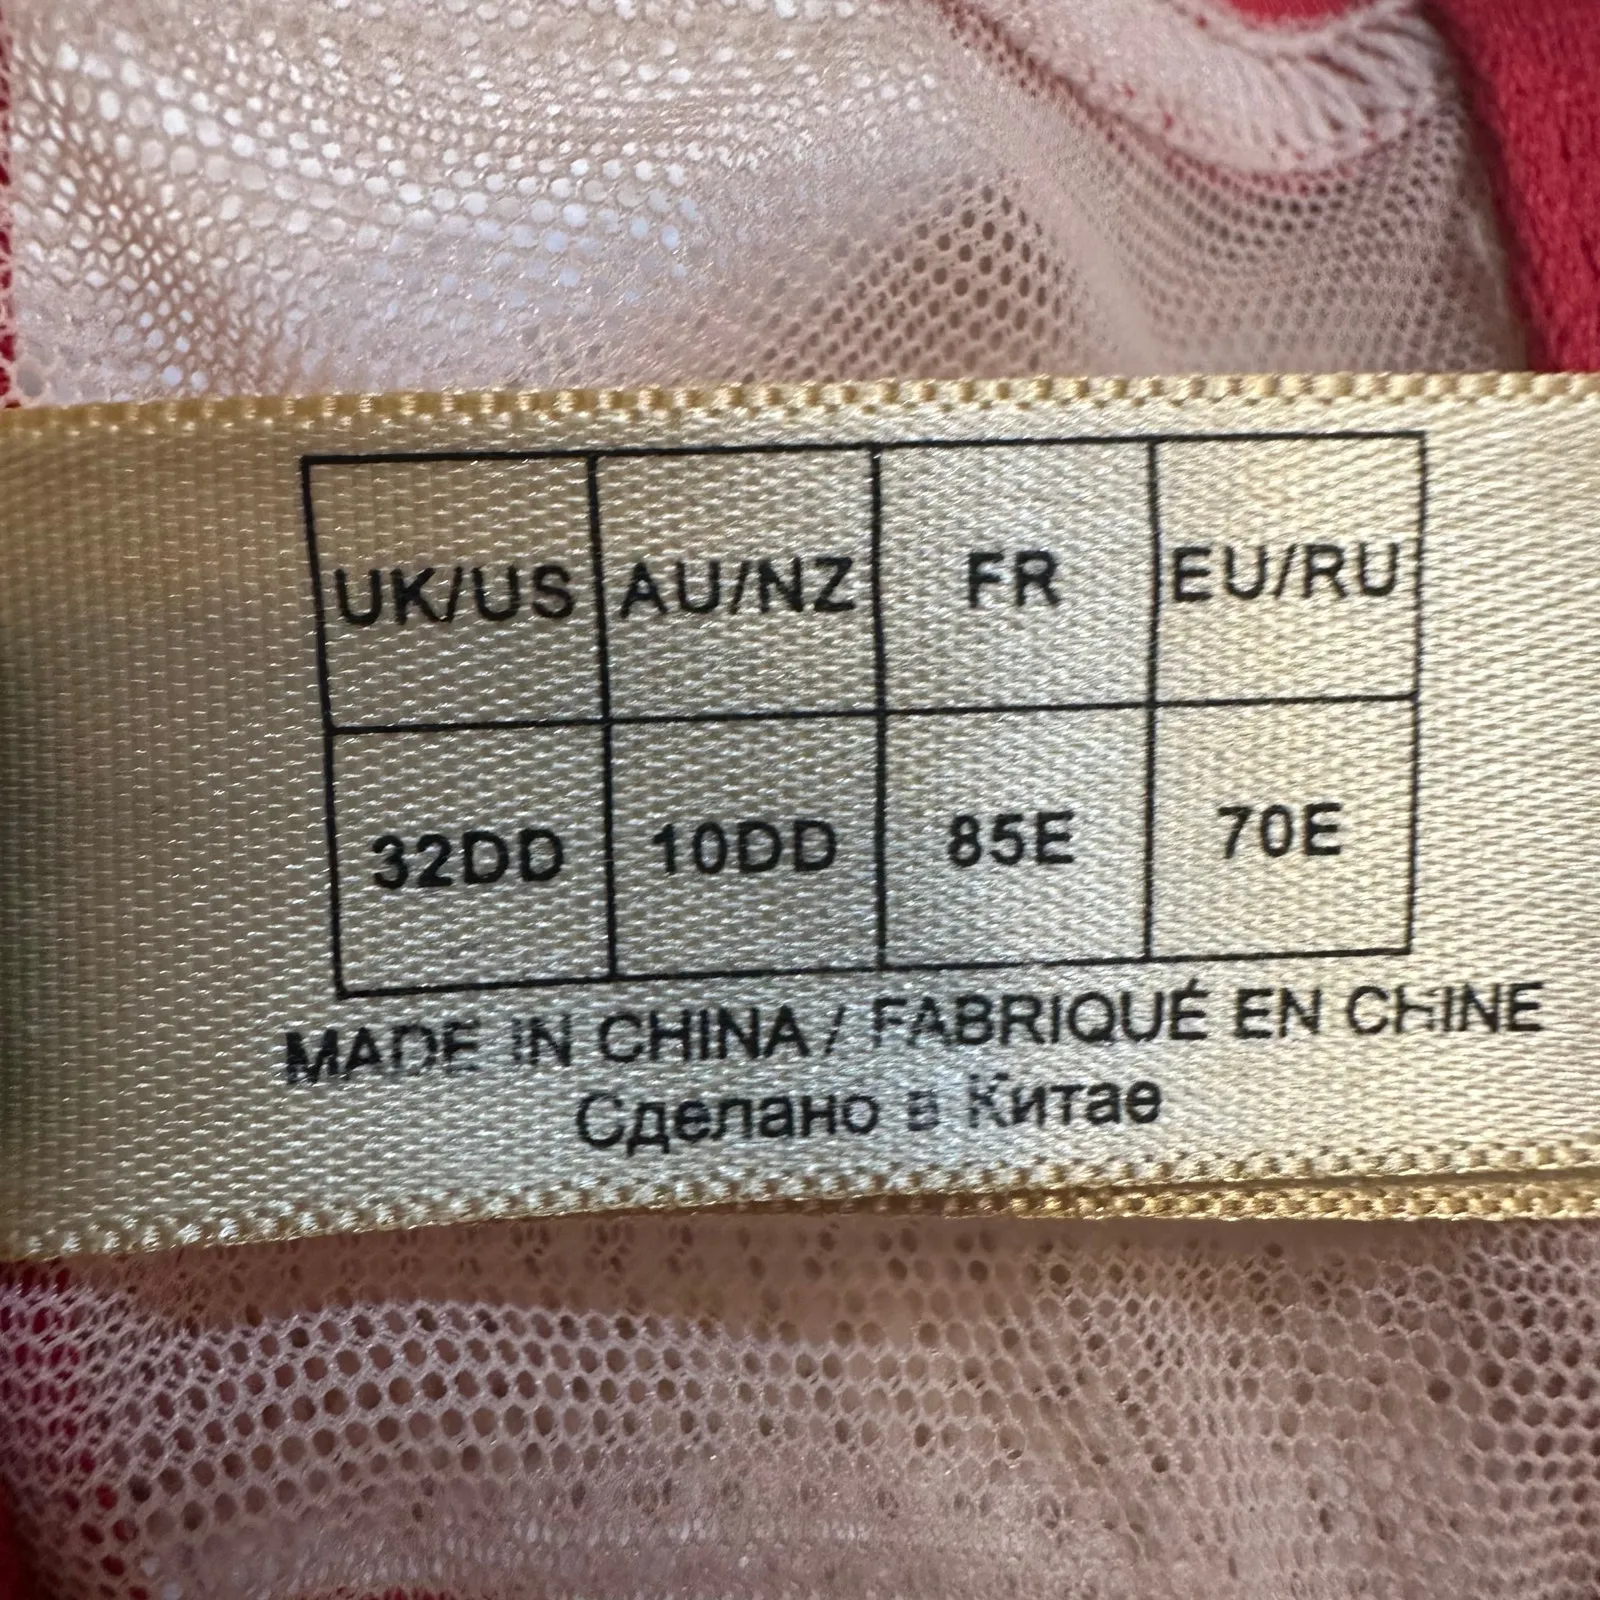 UK/US AU/NZ FR EU/RU
32DD 10DD 85E 70E
MADE IN CHINA / FABRIQUÉ EN CHINE
Сделано в Китае